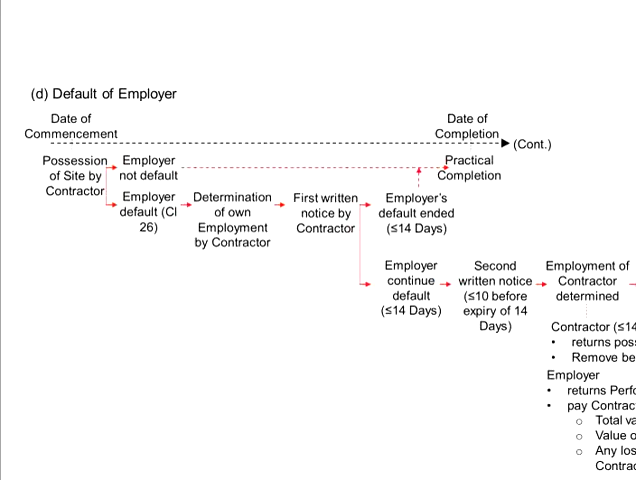 (d) Default of Employer
Date of
Commencement
Date of
Completion
(Cont.)
Possession
of Site by
Contractor
Employer
not default
Practical
Completion
Employer
default (Cl
26)
Determination
of own
Employment
by Contractor
First written
notice by
Contractor
Employer's
default ended
(≤14 Days)
Employer
continue
default
(≤14 Days)
Second
written notice
(≤10 before
expiry of 14
Days)
Employment of
Contractor
determined
Contractor (≤14
• returns poss
• Remove be
Employer
• returns Perfo
• pay Contrac
o Total va
o Value o
o Any los
Contrac